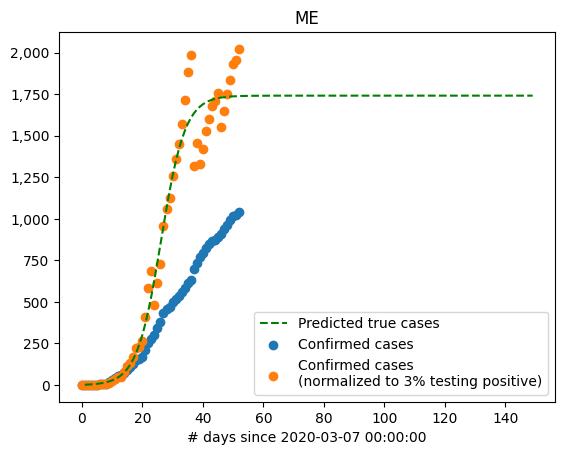 ME
2,000
1,750
1,500
1,250
1,000
750
500
250
0
Predicted true cases
Confirmed cases
Confirmed cases
(normalized to 3% testing positive)
0 20 40 60 80 100 120 140
# days since 2020-03-07 00:00:00